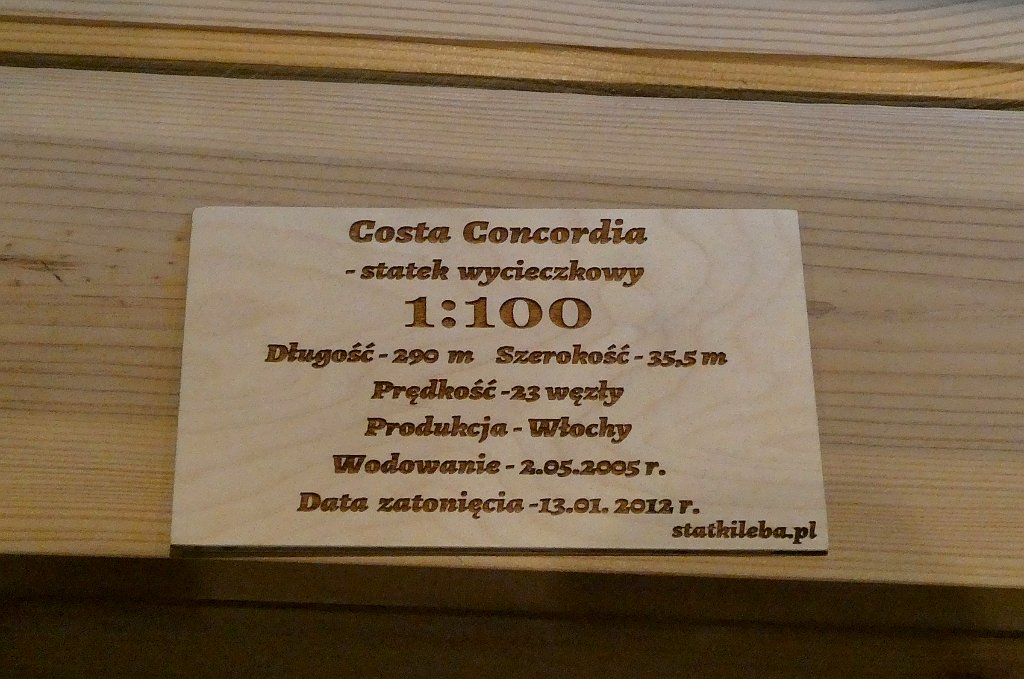 Costa Concordia
- statek wycieczkowy
1:100
Długość - 290 m Szerokość - 35,5 m
Prędkość -23 węzły
Produkcja - Włochy
Wodowanie - 2.05.2005 r.
Data zatonięcia -13.01. 2012 r.
statkileba.pl